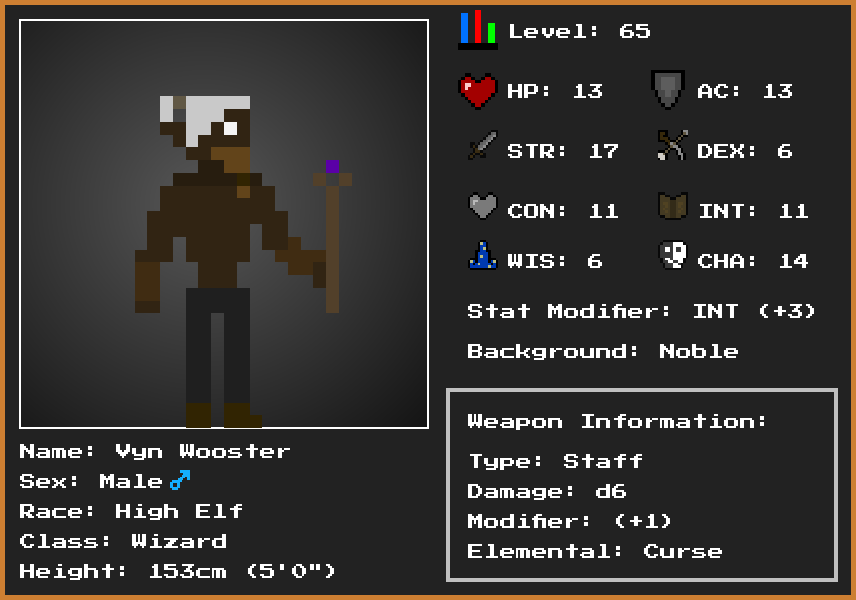 Level: 65
HP: 13 AC: 13
STR: 17 DEX: 6
CON: 11 INT: 11
WIS: 6 CHA: 14
Stat Modifier: INT (+3)
Background: Noble
Weapon Information:
Type: Staff
Damage: d6
Modifier: (+1)
Elemental: Curse
Name: Vyn Wooster
Sex: Male ♂
Race: High Elf
Class: Wizard
Height: 153cm (5'0")